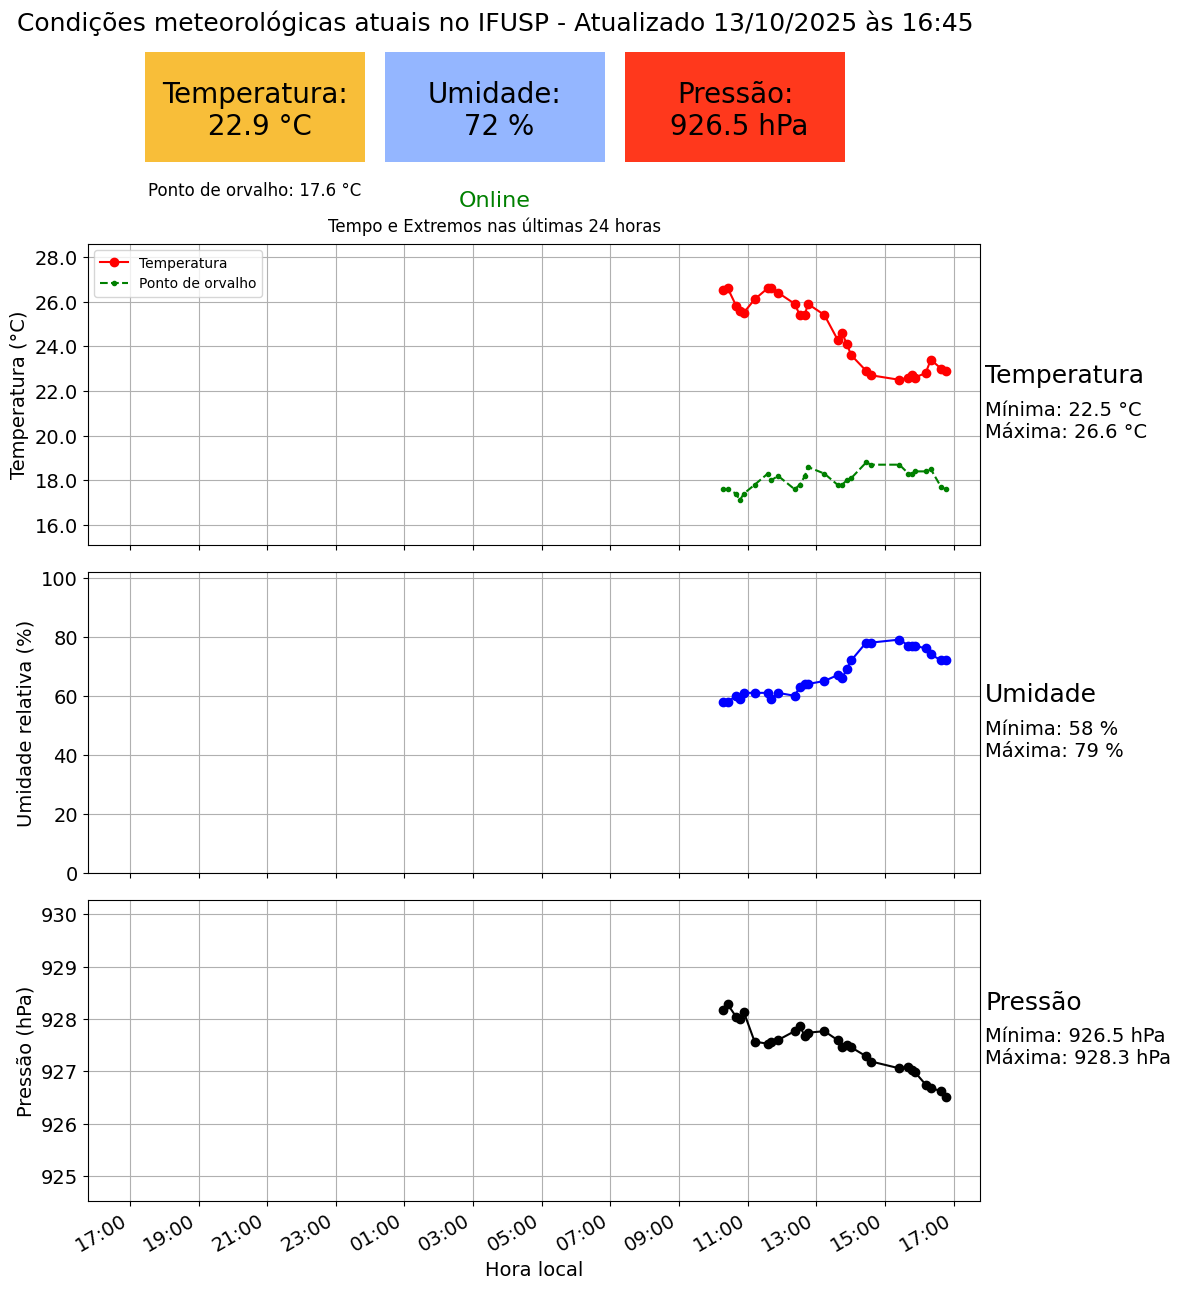 Condições meteorológicas atuais no IFUSP - Atualizado 13/10/2025 às 16:45
Temperatura:
22.9 °C
Umidade:
72 %
Pressão:
926.5 hPa
Ponto de orvalho: 17.6 °C
Online
Tempo e Extremos nas últimas 24 horas
Temperatura (°C)
28.0
26.0
24.0
22.0
20.0
18.0
16.0
Temperatura
Ponto de orvalho
Temperatura
Mínima: 22.5 °C
Máxima: 26.6 °C
Umidade relativa (%)
100
80
60
40
20
0
Umidade
Mínima: 58 %
Máxima: 79 %
Pressão (hPa)
930
929
928
927
926
925
Pressão
Mínima: 926.5 hPa
Máxima: 928.3 hPa
17:00
19:00
21:00
23:00
01:00
03:00
05:00
07:00
09:00
11:00
13:00
15:00
17:00
Hora local